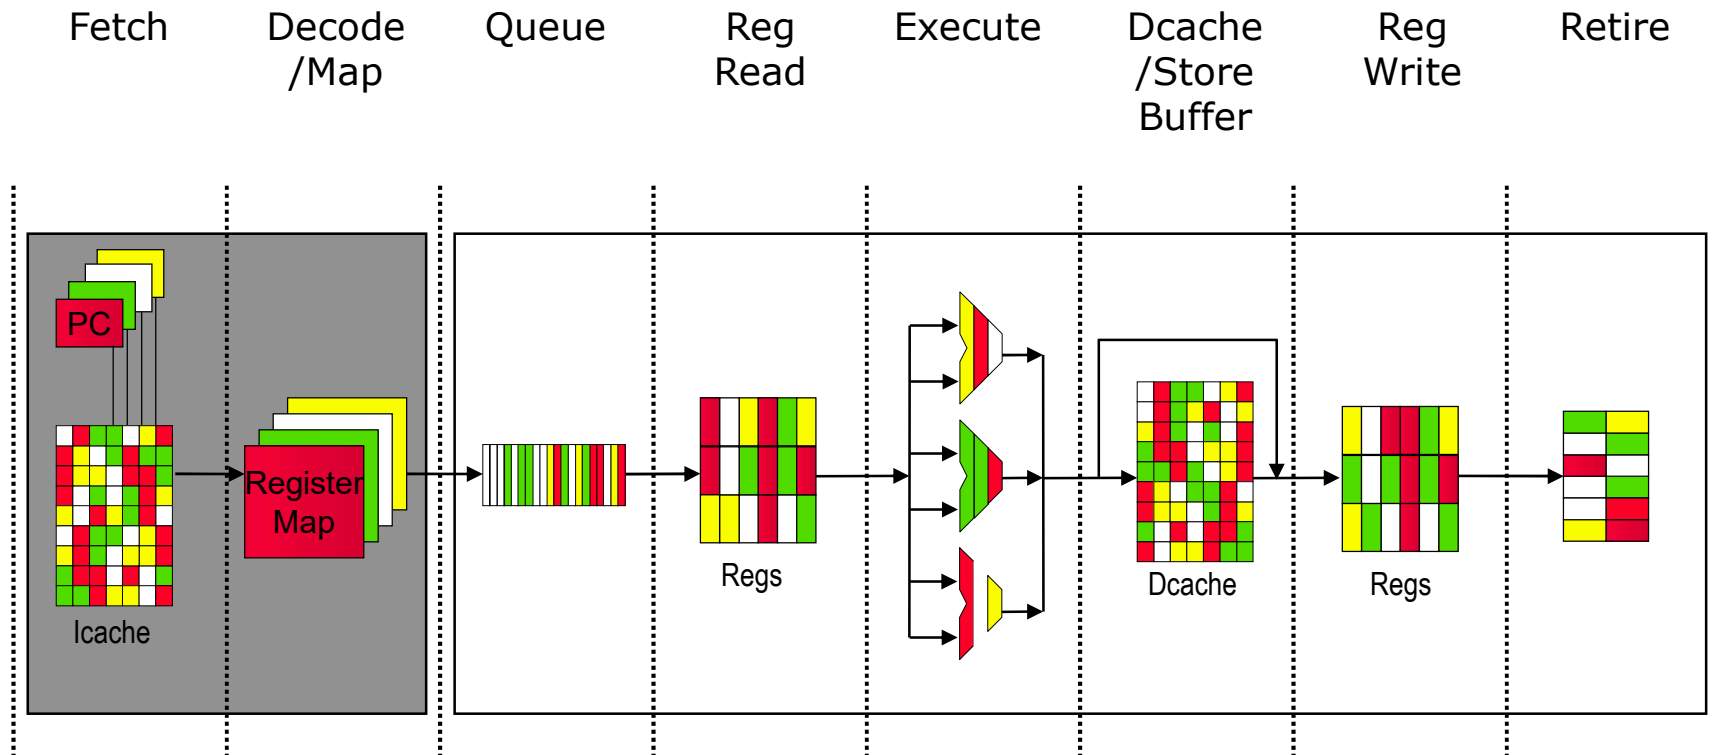 Fetch
Decode
/Map
Queue
Reg
Read
Execute
Dcache
/Store
Buffer
Reg
Write
Retire
PC
Register
Map
Icache
Regs
Dcache
Regs